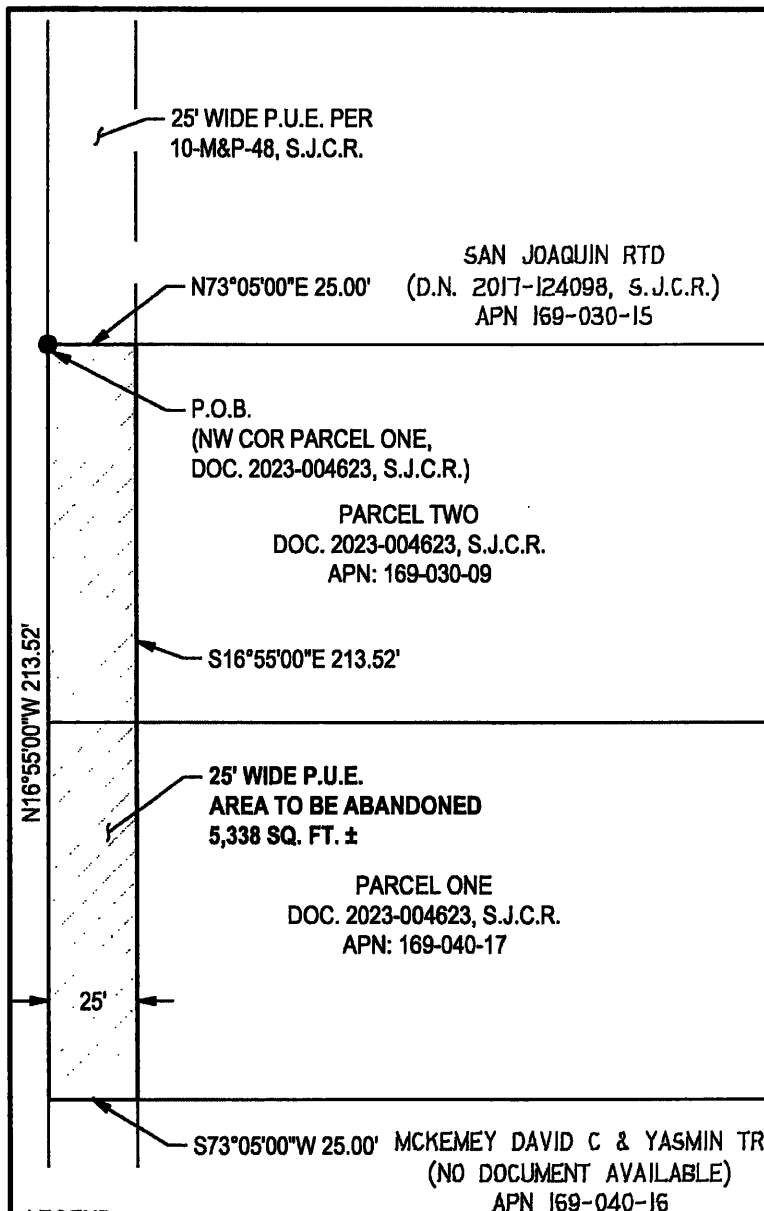 25' WIDE P.U.E. PER
10-M&P-48, S.J.C.R.
SAN JOAQUIN RTD
(D.N. 2017-124098, S.J.C.R.)
APN 169-030-15
N73°05'00"E 25.00'
P.O.B.
(NW COR PARCEL ONE,
DOC. 2023-004623, S.J.C.R.)
PARCEL TWO
DOC. 2023-004623, S.J.C.R.
APN: 169-030-09
S16°55'00"E 213.52'
N16°55'00"W 213.52'
25' WIDE P.U.E.
AREA TO BE ABANDONED
5,338 SQ. FT. ±
PARCEL ONE
DOC. 2023-004623, S.J.C.R.
APN: 169-040-17
25'
S73°05'00"W 25.00'
MCKEMEY DAVID C & YASMIN TR
(NO DOCUMENT AVAILABLE)
APN 169-040-16